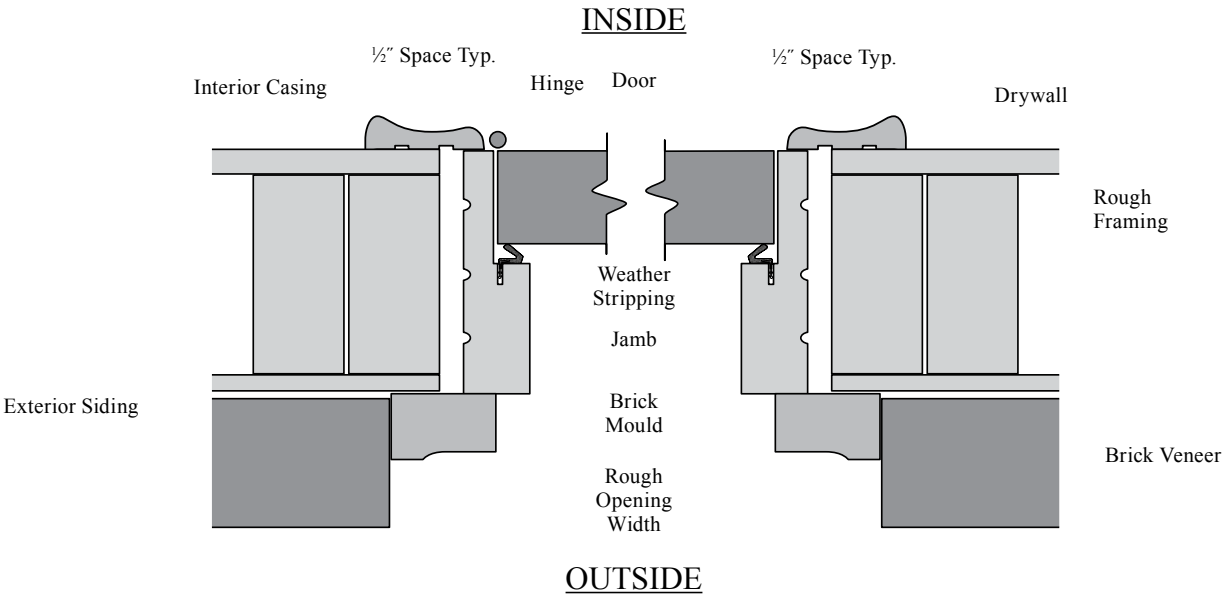 INSIDE
½″ Space Typ.
½″ Space Typ.
Interior Casing
Hinge
Door
Drywall
Rough
Framing
Weather
Stripping
Jamb
Exterior Siding
Brick
Mould
Brick Veneer
Rough
Opening
Width
OUTSIDE